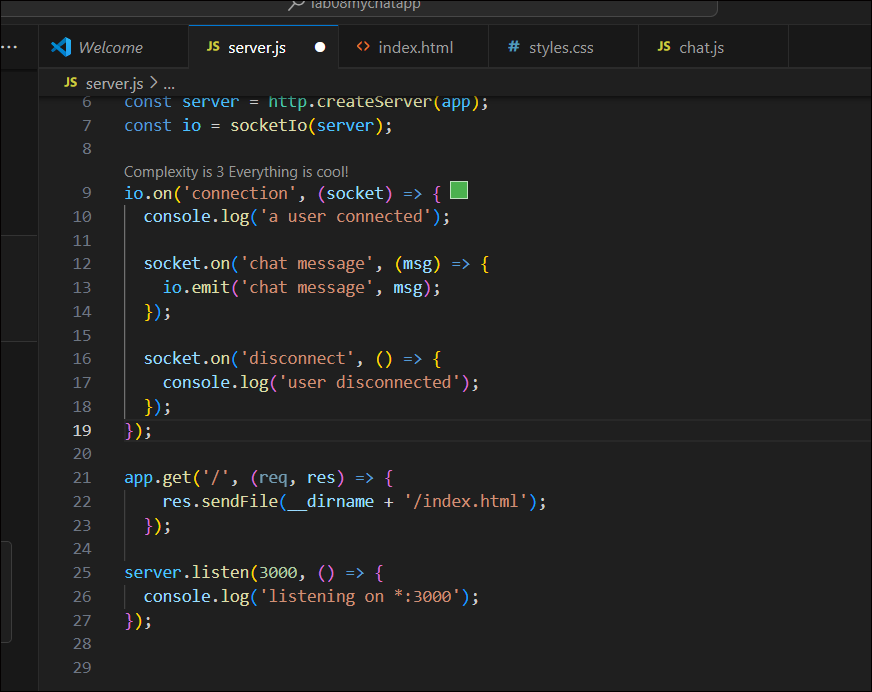 lab08mychatapp
Welcome
JS server.js
<> index.html
# styles.css
JS chat.js
JS server.js > ...
6 const server = http.createServer(app);
7 const io = socketIo(server);
8
Complexity is 3 Everything is cool!
9 io.on('connection', (socket) => {
10 console.log('a user connected');
11
12 socket.on('chat message', (msg) => {
13 io.emit('chat message', msg);
14 });
15
16 socket.on('disconnect', () => {
17 console.log('user disconnected');
18 });
19 });
20
21 app.get('/', (req, res) => {
22 res.sendFile(__dirname + '/index.html');
23 });
24
25 server.listen(3000, () => {
26 console.log('listening on *:3000');
27 });
28
29